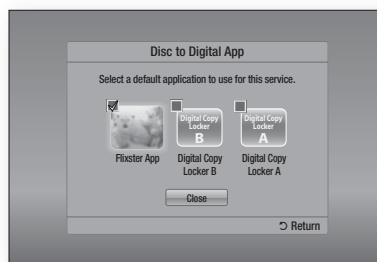 Disc to Digital App
Select a default application to use for this service.
Digital Copy
Locker
B
Digital Copy
Locker
A
Flixster App
Digital Copy
Locker B
Digital Copy
Locker A
Close
Return